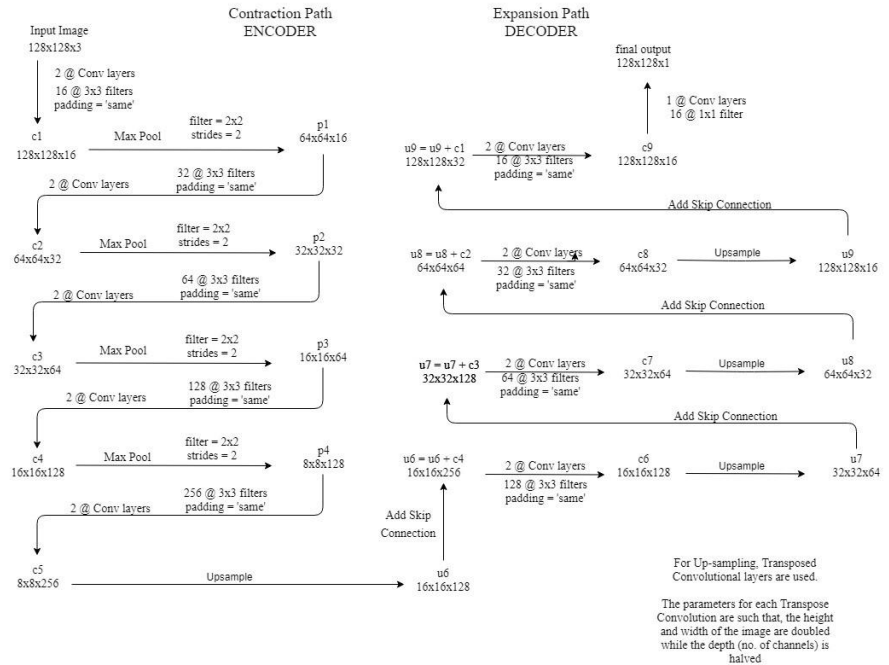 Contraction Path
ENCODER
Input Image
128x128x3
2 @ Conv layers
16 @ 3x3 filters
padding = 'same'
c1
128x128x16
Max Pool
filter = 2x2
strides = 2
p1
64x64x16
32 @ 3x3 filters
padding = 'same'
2 @ Conv layers
c2
64x64x32
Max Pool
filter = 2x2
strides = 2
p2
32x32x32
64 @ 3x3 filters
padding = 'same'
2 @ Conv layers
c3
32x32x64
Max Pool
filter = 2x2
strides = 2
p3
16x16x64
128 @ 3x3 filters
padding = 'same'
2 @ Conv layers
c4
16x16x128
Max Pool
filter = 2x2
strides = 2
p4
8x8x128
256 @ 3x3 filters
padding = 'same'
2 @ Conv layers
c5
8x8x256
Upsample
u6
16x16x128
Add Skip
Connection
Expansion Path
DECODER
u6 = u6 + c4
16x16x256
2 @ Conv layers
128 @ 3x3 filters
padding = 'same'
c6
16x16x128
Upsample
u7
32x32x64
Add Skip Connection
u7 = u7 + c3
32x32x128
2 @ Conv layers
64 @ 3x3 filters
padding = 'same'
c7
32x32x64
Upsample
u8
64x64x32
Add Skip Connection
u8 = u8 + c2
64x64x64
2 @ Conv layers
32 @ 3x3 filters
padding = 'same'
c8
64x64x32
Upsample
u9
128x128x16
Add Skip Connection
u9 = u9 + c1
128x128x32
2 @ Conv layers
16 @ 3x3 filters
padding = 'same'
c9
128x128x16
1 @ Conv layers
16 @ 1x1 filter
final output
128x128x1
For Up-sampling, Transposed
Convolutional layers are used.
The parameters for each Transpose
Convolution are such that, the height
and width of the image are doubled
while the depth (no. of channels) is
halved